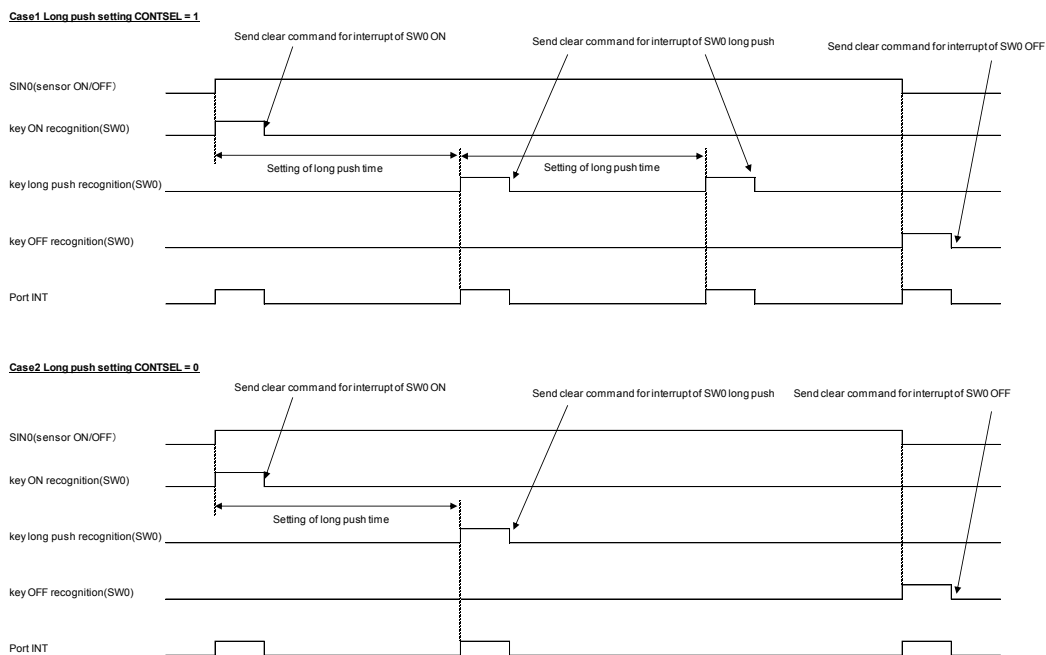 Case1 Long push setting CONTSEL = 1
Send clear command for interrupt of SW0 ON
Send clear command for interrupt of SW0 long push
Send clear command for interrupt of SW0 OFF
SIN0(sensor ON/OFF)
key ON recognition(SW0)
Setting of long push time
Setting of long push time
key long push recognition(SW0)
key OFF recognition(SW0)
Port INT
Case2 Long push setting CONTSEL = 0
Send clear command for interrupt of SW0 ON
Send clear command for interrupt of SW0 long push
Send clear command for interrupt of SW0 OFF
SIN0(sensor ON/OFF)
key ON recognition(SW0)
Setting of long push time
key long push recognition(SW0)
key OFF recognition(SW0)
Port INT